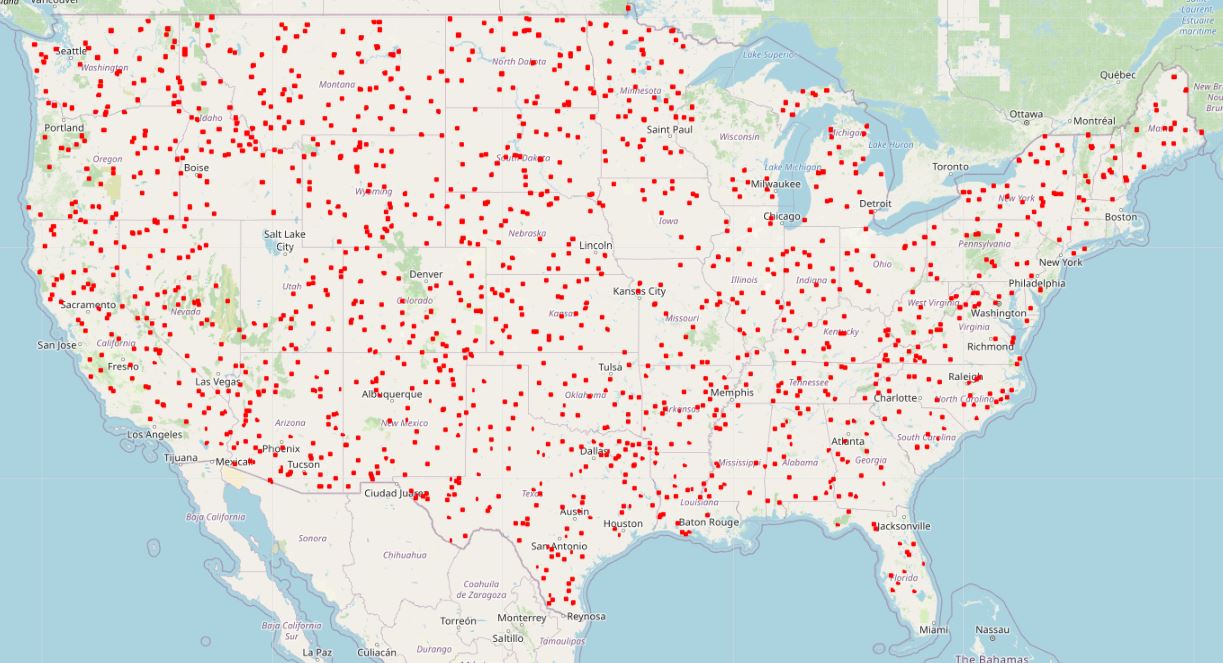 Vancouver
Seattle
Washington
Portland
Oregon
Idaho
Boise
Montana
North Dakota
Minnesota
Saint Paul
Wisconsin
Lake Superior
Québec
Saint-Laurent,
Estuaire
maritime
Ottawa
Montréal
Michigan
Lake Huron
Toronto
Lake Michigan
Milwaukee
Detroit
New York
Boston
South Dakota
Wyoming
Iowa
Chicago
Nebraska
Lincoln
Salt Lake
City
Pennsylvania
New York
Philadelphia
Ohio
Illinois
Indiana
Denver
Utah
Colorado
Kansas City
Kansas
Missouri
West Virginia
Washington
Virginia
Richmond
Kentucky
Sacramento
Nevada
San Jose
California
Fresno
Las Vegas
Tulsa
Oklahoma
Memphis
Arkansas
Tennessee
Raleigh
Charlotte
North Carolina
Albuquerque
New Mexico
Arizona
Los Angeles
Tijuana
Mexicali
Phoenix
Tucson
South Carolina
Atlanta
Georgia
Mississippi
Alabama
Dallas
Ciudad Juárez
Texas
Louisiana
Austin
Houston
Baton Rouge
Jacksonville
Baja California
Sonora
Chihuahua
San Antonio
Florida
Coahuila
de Zaragoza
Torreón
Monterrey
Reynosa
Saltillo
Tamaulipas
Durango
Baja California
Sur
La Paz
Culiacán
Miami
Nassau
The Bahamas